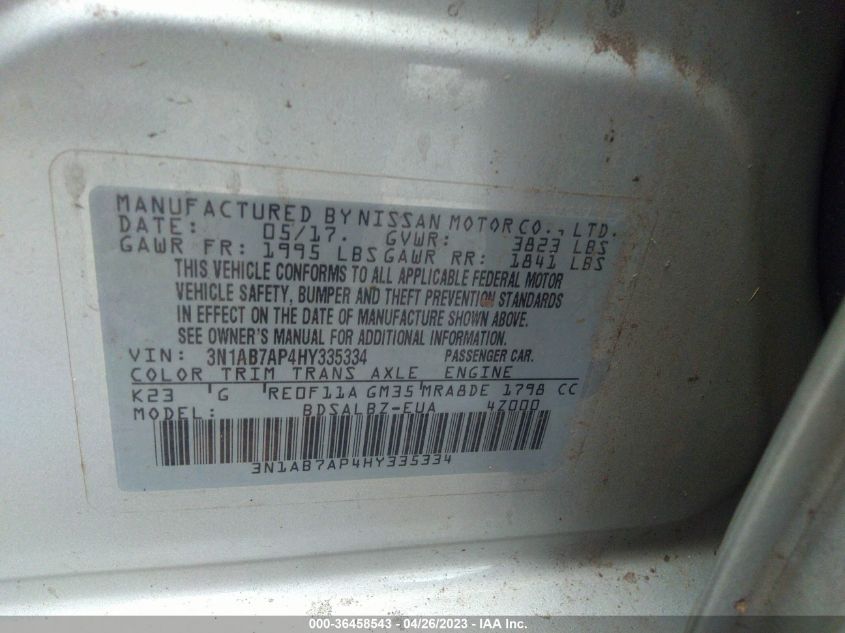 MANUFACTURED BY NISSAN MOTOR CO., LTD.
DATE: 05/17. GVWR: 3823 LBS
GAWR FR: 1995 LBS GAWR RR: 1841 LBS
THIS VEHICLE CONFORMS TO ALL APPLICABLE FEDERAL MOTOR
VEHICLE SAFETY, BUMPER AND THEFT PREVENTION STANDARDS
IN EFFECT ON THE DATE OF MANUFACTURE SHOWN ABOVE.
SEE OWNER'S MANUAL FOR ADDITIONAL INFORMATION.
VIN: 3N1AB7AP4HY335334 PASSENGER CAR.
COLOR TRIM TRANS AXLE ENGINE
K23 G RE0F11A GM35 MRA8DE 1798 CC
MODEL: BDSALBZ-EUA 4Z000
3N1AB7AP4HY335334
000-36458543 / 04/26/2023 - IAA Inc.